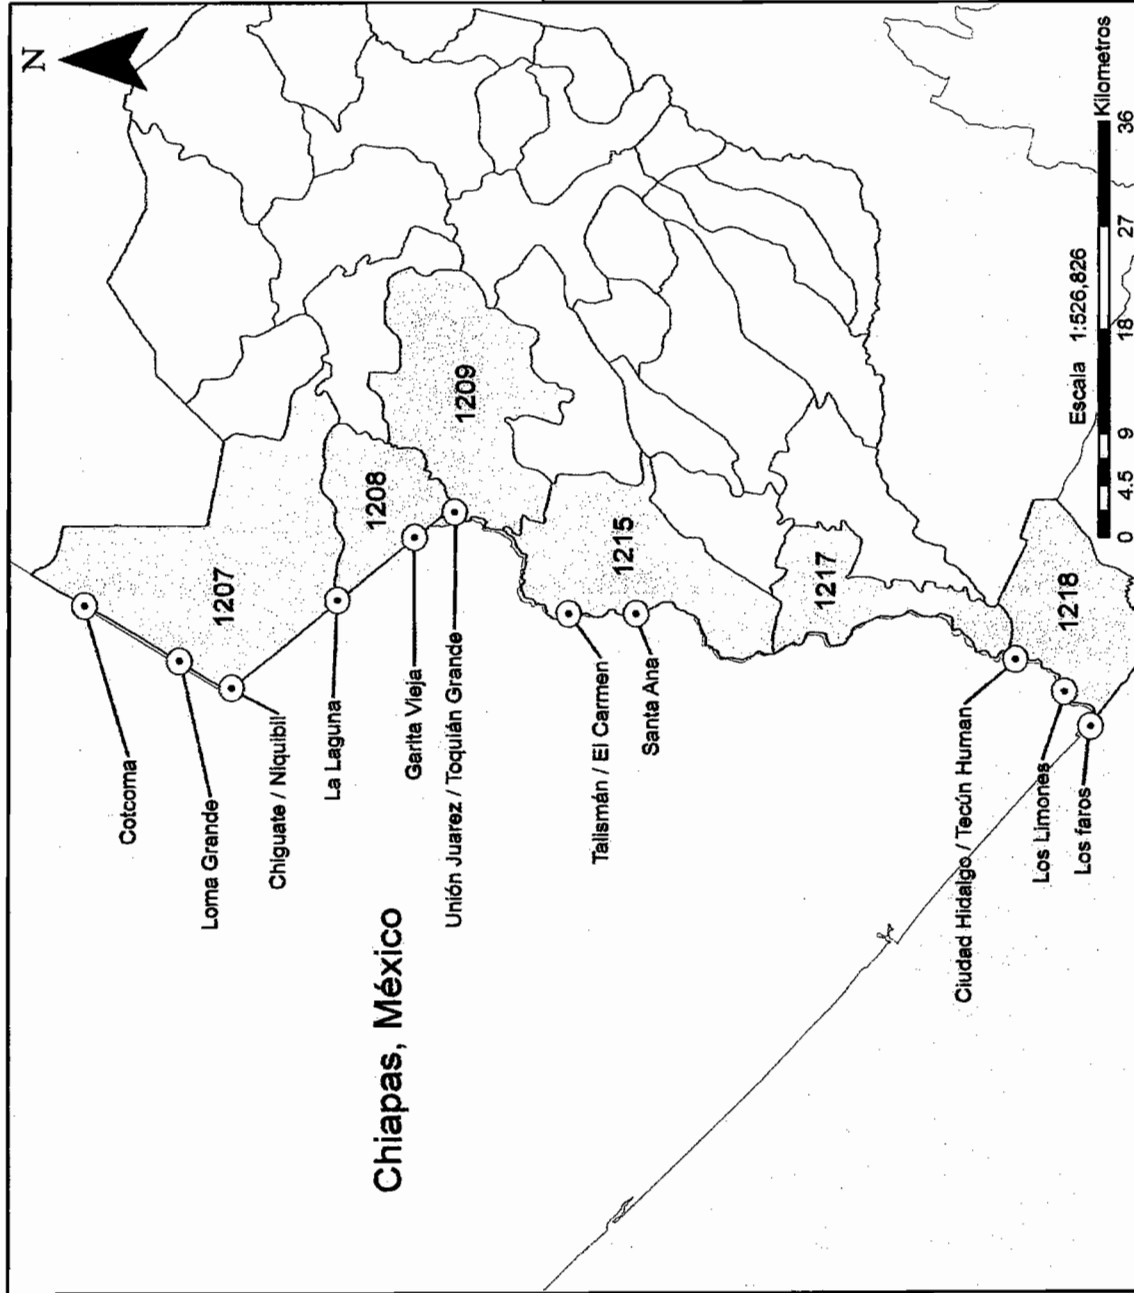 N
Cotcoma
Loma Grande
Chiguate / Niquibil
La Laguna
Garita Vieja
Unión Juarez / Toquián Grande
Talismán / El Carmen
Santa Ana
Ciudad Hidalgo / Tecún Human
Los Limones
Los faros
Chiapas, México
1207
1208
1209
1215
1217
1218
Escala 1:526,826
0 4.5 9 18 27 36
Kilometros